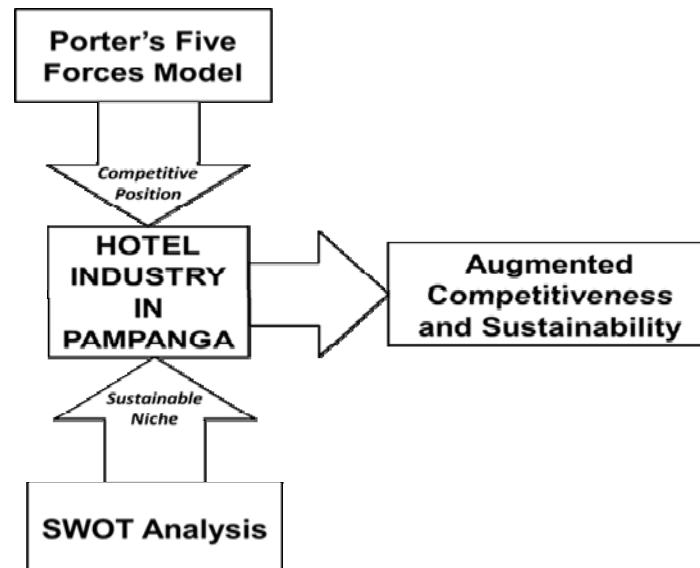 Porter’s Five
Forces Model
Competitive
Position
HOTEL
INDUSTRY
IN
PAMPANGA
Augmented
Competitiveness
and Sustainability
Sustainable
Niche
SWOT Analysis